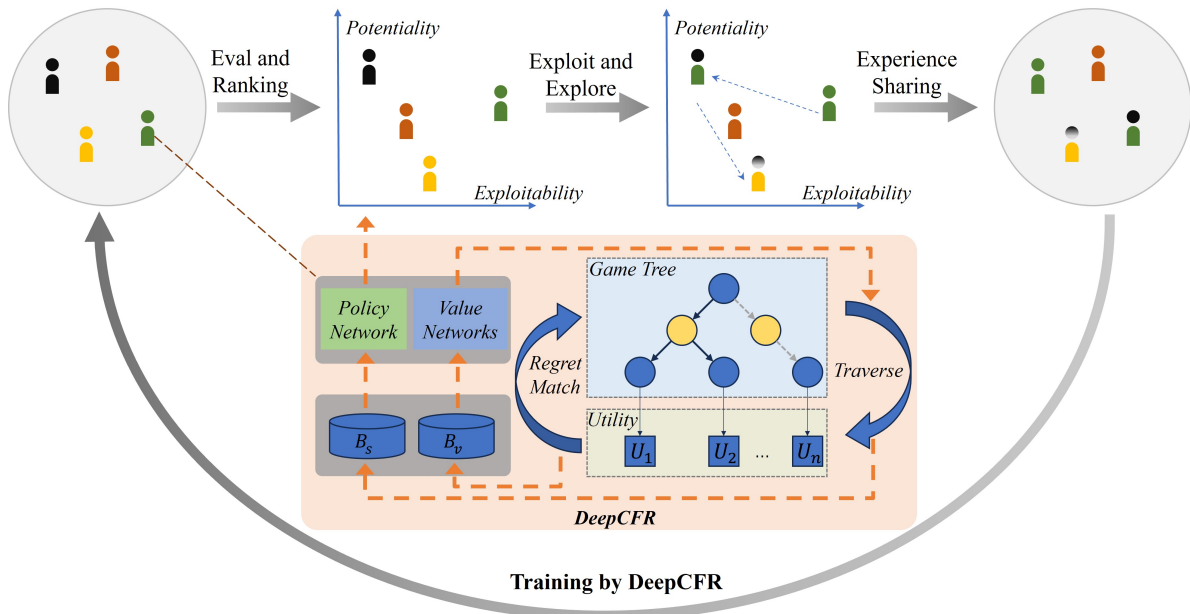 Eval and
Ranking
Potentiality
Exploitability
Exploit and
Explore
Potentiality
Exploitability
Experience
Sharing
Policy
Network
Value
Networks
Game Tree
Regret
Match
Traverse
Utility
B_s
B_v
U_1
U_2
...
U_n
DeepCFR
Training by DeepCFR